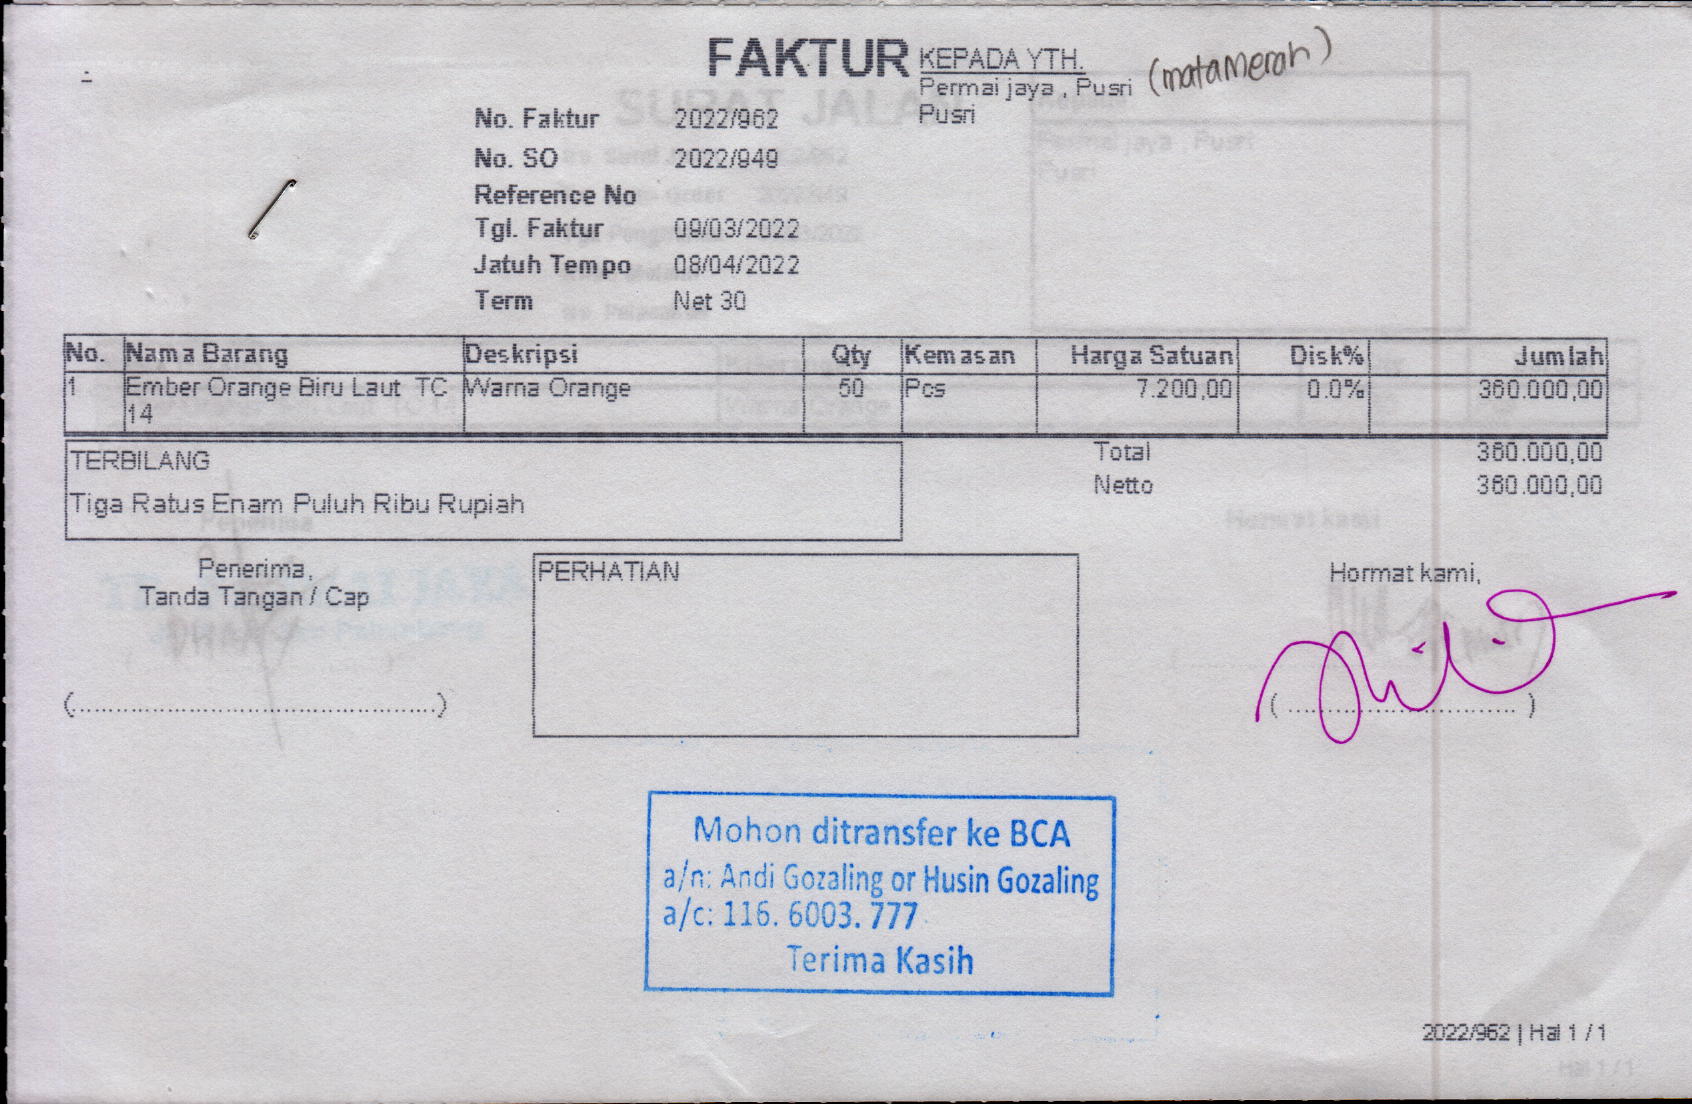 FAKTUR
KEPADA YTH.
Permai jaya , Pusri (matamerah)
Pusri
No. Faktur 2022/962
No. SO 2022/949
Reference No
Tgl. Faktur 09/03/2022
Jatuh Tempo 08/04/2022
Term Net 30
No. Nama Barang Deskripsi Qty Kemasan Harga Satuan Disk% Jumlah
1 Ember Orange Biru Laut TC Warna Orange 50 Pcs 7.200,00 0.0% 360.000,00
14
TERBILANG
Tiga Ratus Enam Puluh Ribu Rupiah
Total 360.000,00
Netto 360.000,00
Penerima,
Tanda Tangan / Cap
(..............................................)
PERHATIAN
Hormat kami,
( ............................. )
Mohon ditransfer ke BCA
a/n: Andi Gozaling or Husin Gozaling
a/c: 116. 6003. 777
Terima Kasih
2022/962 | Hal 1 / 1